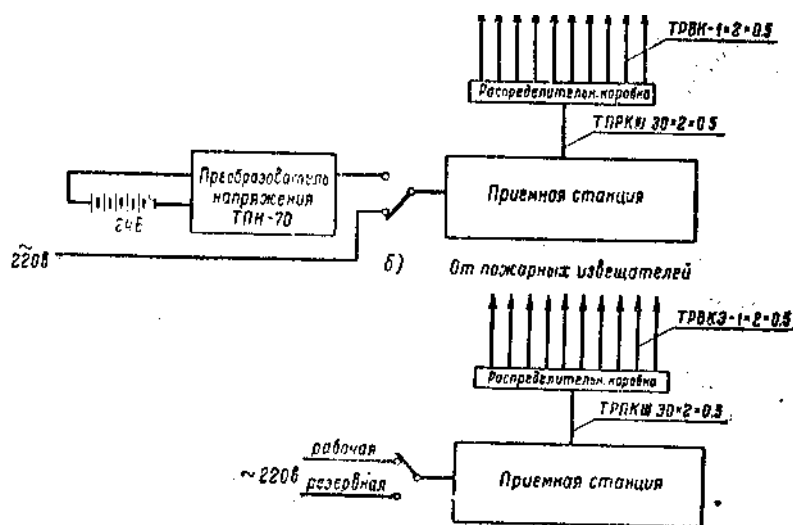 ТРВК-1=2=0.5
Распределительн. коробка
ТПРКШ 30=2=0.5
Преобразователь
напряжения
ТПН-70
Приемная станция
24В
~220в
б)
От пожарных извещателей
ТРВКЭ-1=2=0.5
Распределительн. коробка
ТРПКШ 30=2=0.5
рабочая
~220в
резервная
Приемная станция